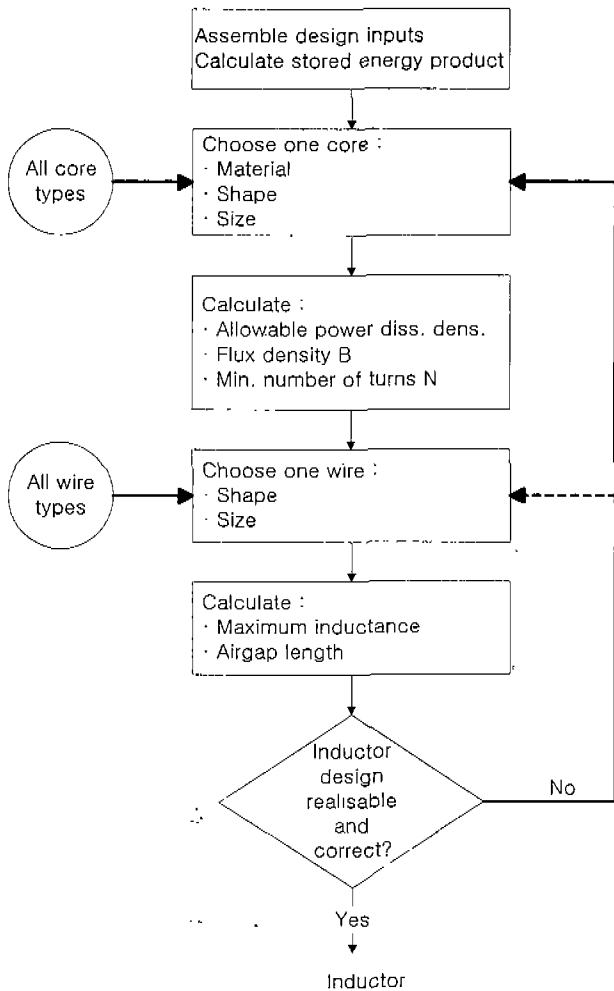 Assemble design inputs
Calculate stored energy product
All core
types
Choose one core :
· Material
· Shape
· Size
Calculate :
· Allowable power diss. dens.
· Flux density B
· Min. number of turns N
All wire
types
Choose one wire :
· Shape
· Size
Calculate :
· Maximum inductance
· Airgap length
Inductor
design
realisable
and
correct?
No
Yes
Inductor